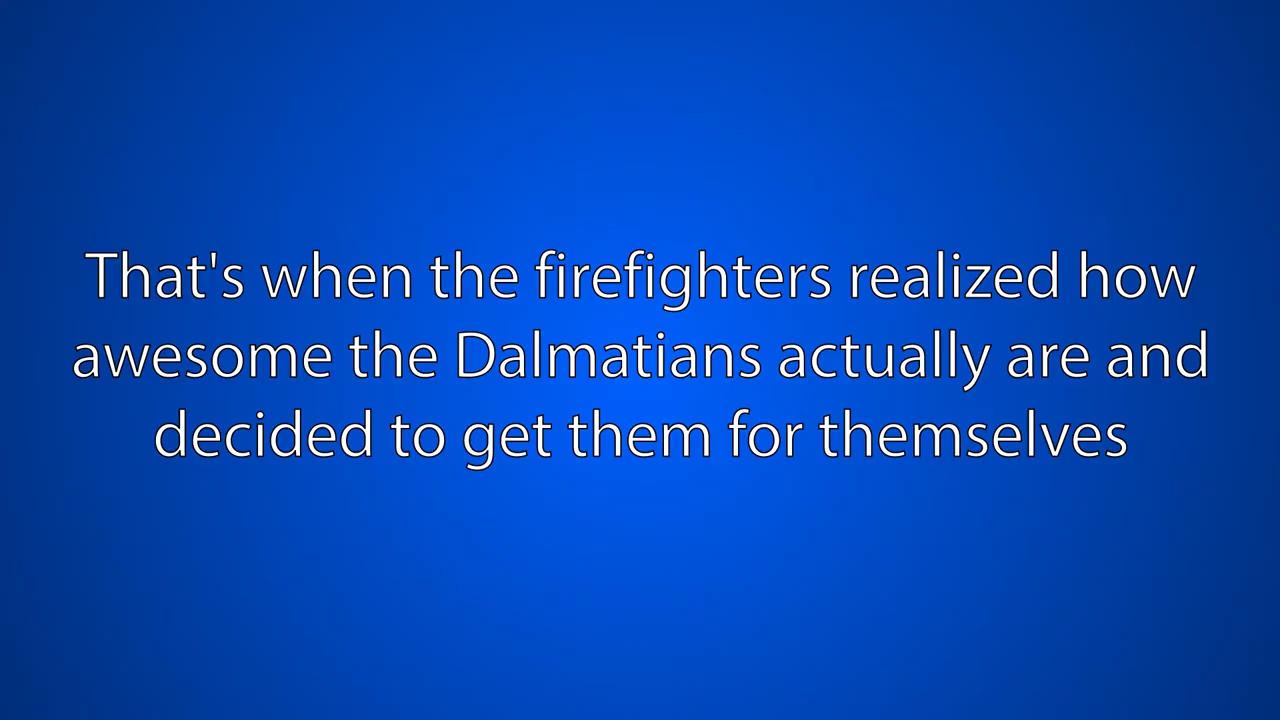 That's when the firefighters realized how
awesome the Dalmatians actually are and
decided to get them for themselves